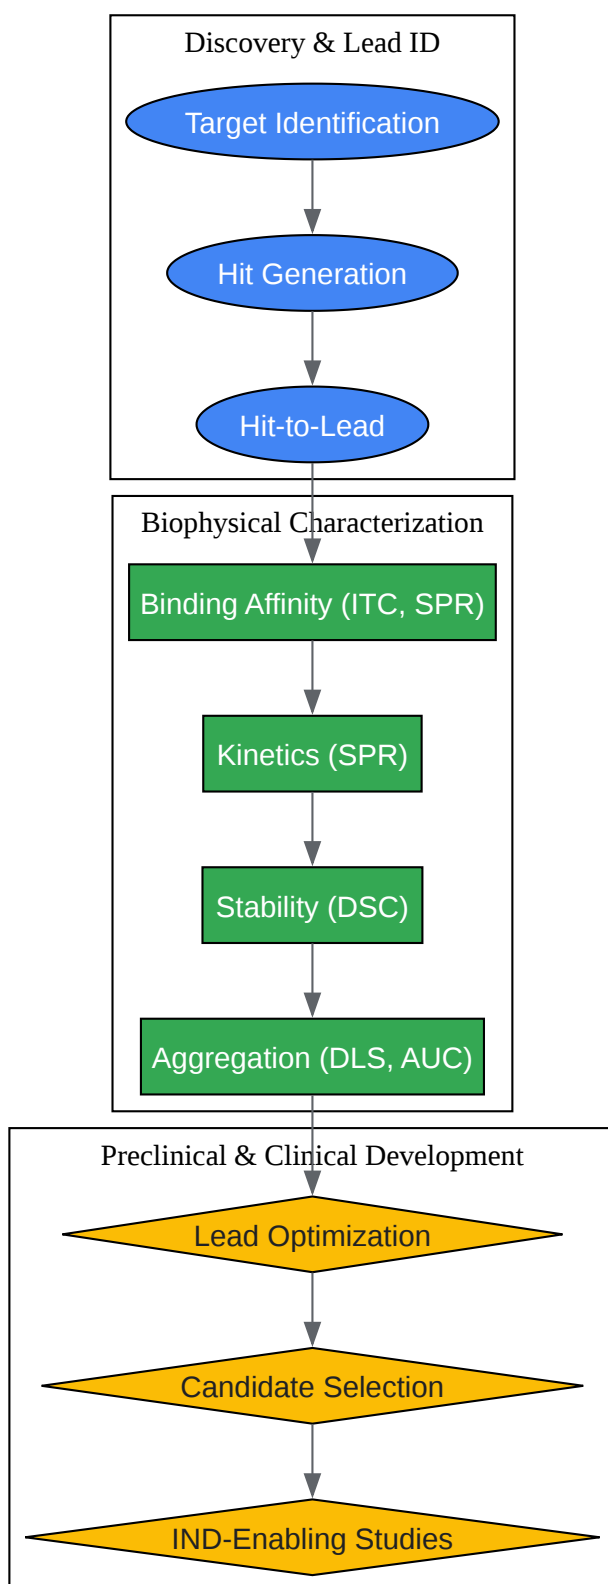 Discovery & Lead ID
Target Identification
Hit Generation
Hit-to-Lead
Biophysical Characterization
Binding Affinity (ITC, SPR)
Kinetics (SPR)
Stability (DSC)
Aggregation (DLS, AUC)
Preclinical & Clinical Development
Lead Optimization
Candidate Selection
IND-Enabling Studies